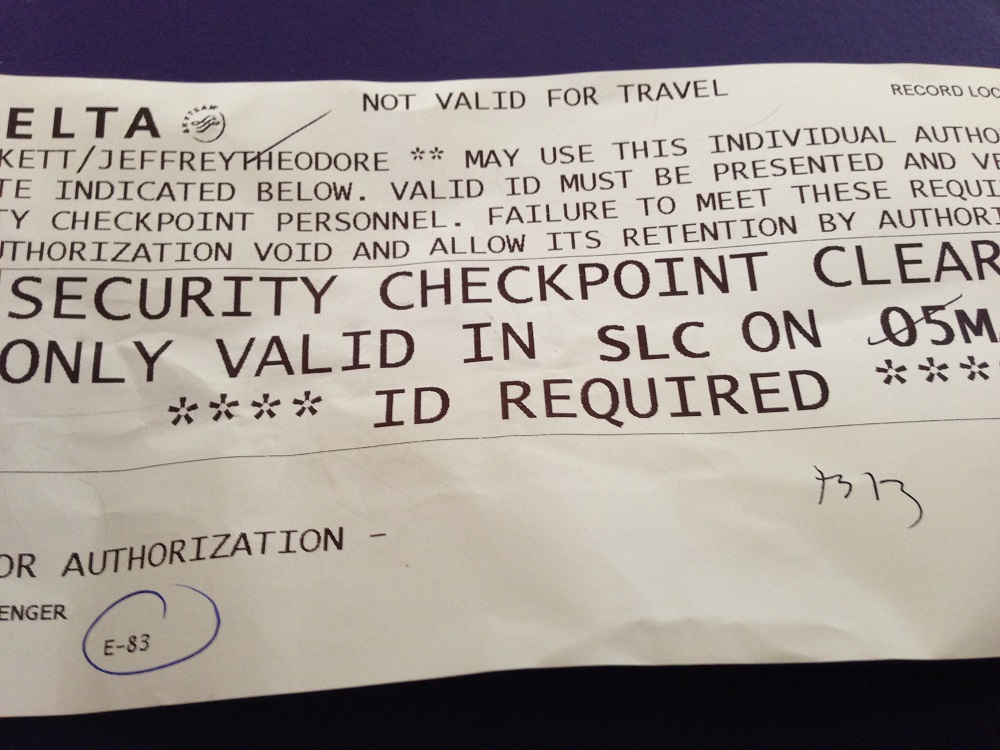 ELTA SKYTEAM NOT VALID FOR TRAVEL RECORD LOC
KETT/JEFFREYTHEODORE ** MAY USE THIS INDIVIDUAL AUTHO
TE INDICATED BELOW. VALID ID MUST BE PRESENTED AND VE
TY CHECKPOINT PERSONNEL. FAILURE TO MEET THESE REQUI
UTHORIZATION VOID AND ALLOW ITS RETENTION BY AUTHORI
SECURITY CHECKPOINT CLEAR
ONLY VALID IN SLC ON 05MA
**** ID REQUIRED ****
OR AUTHORIZATION -
ENGER
E-83